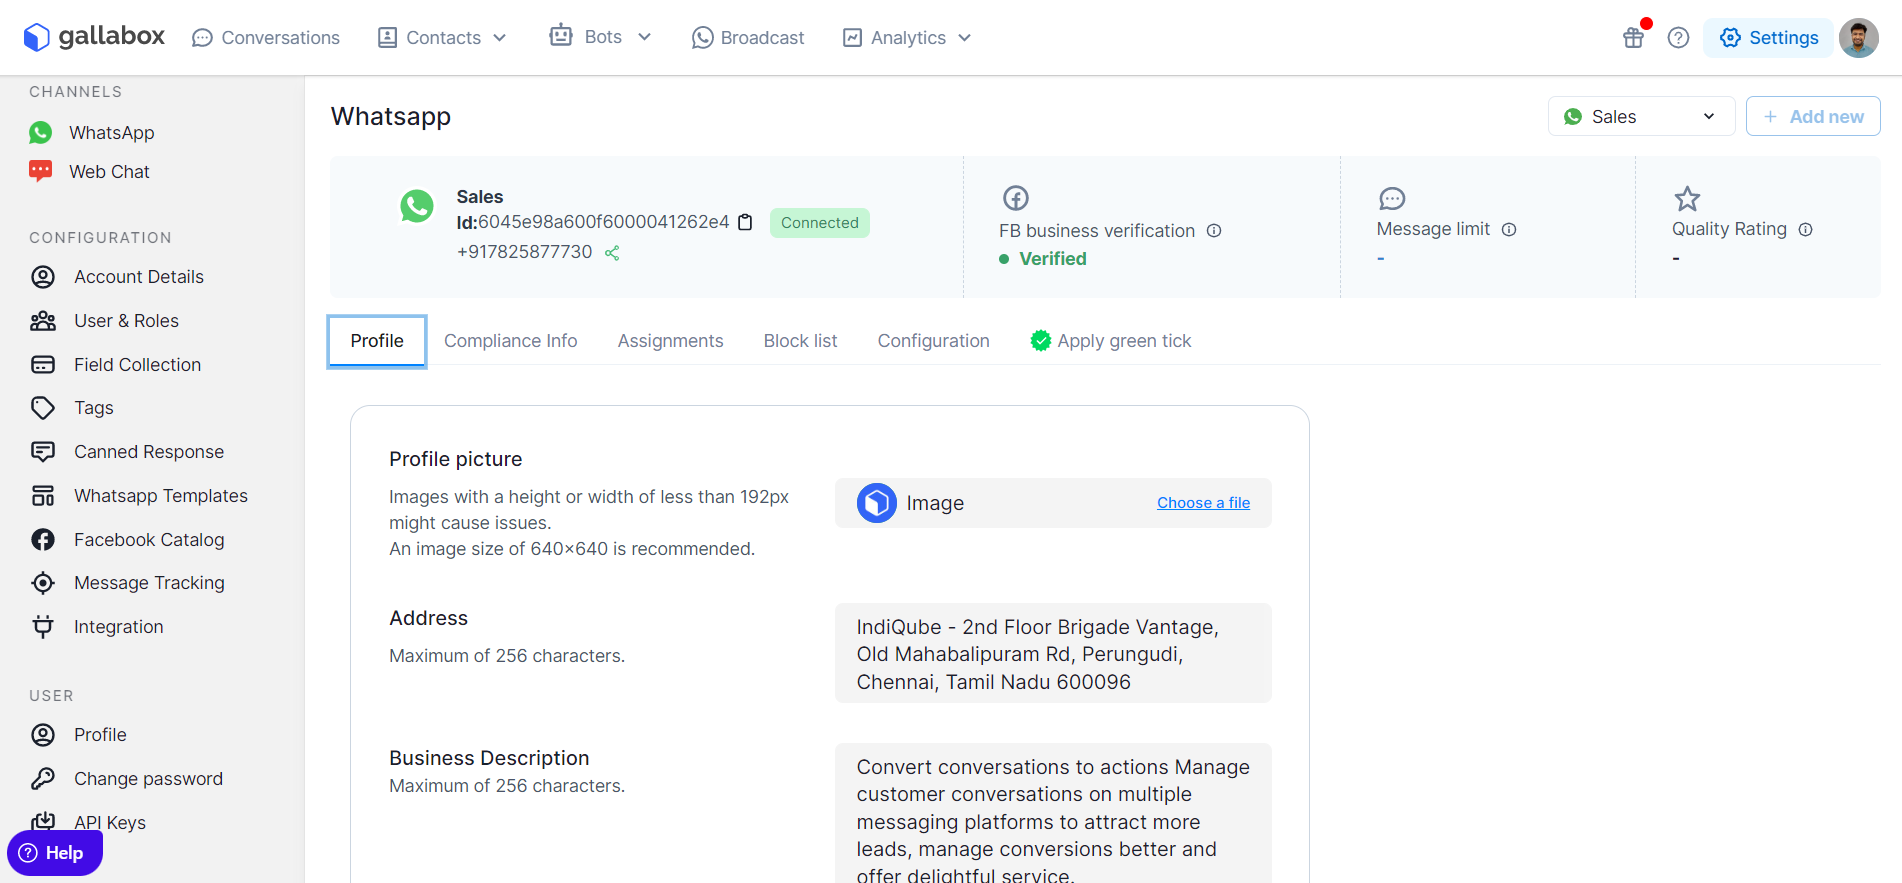 gallabox
Conversations
Contacts
Bots
Broadcast
Analytics
Settings
CHANNELS
WhatsApp
Web Chat
CONFIGURATION
Account Details
User & Roles
Field Collection
Tags
Canned Response
Whatsapp Templates
Facebook Catalog
Message Tracking
Integration
USER
Profile
Change password
API Keys
Help
Whatsapp
Sales
+ Add new
Sales
Id:6045e98a600f6000041262e4
Connected
+917825877730
FB business verification
Verified
Message limit
-
Quality Rating
-
Profile
Compliance Info
Assignments
Block list
Configuration
Apply green tick
Profile picture
Images with a height or width of less than 192px
might cause issues.
An image size of 640×640 is recommended.
Image
Choose a file
Address
Maximum of 256 characters.
IndiQube - 2nd Floor Brigade Vantage,
Old Mahabalipuram Rd, Perungudi,
Chennai, Tamil Nadu 600096
Business Description
Maximum of 256 characters.
Convert conversations to actions Manage
customer conversations on multiple
messaging platforms to attract more
leads, manage conversions better and
offer delightful service.